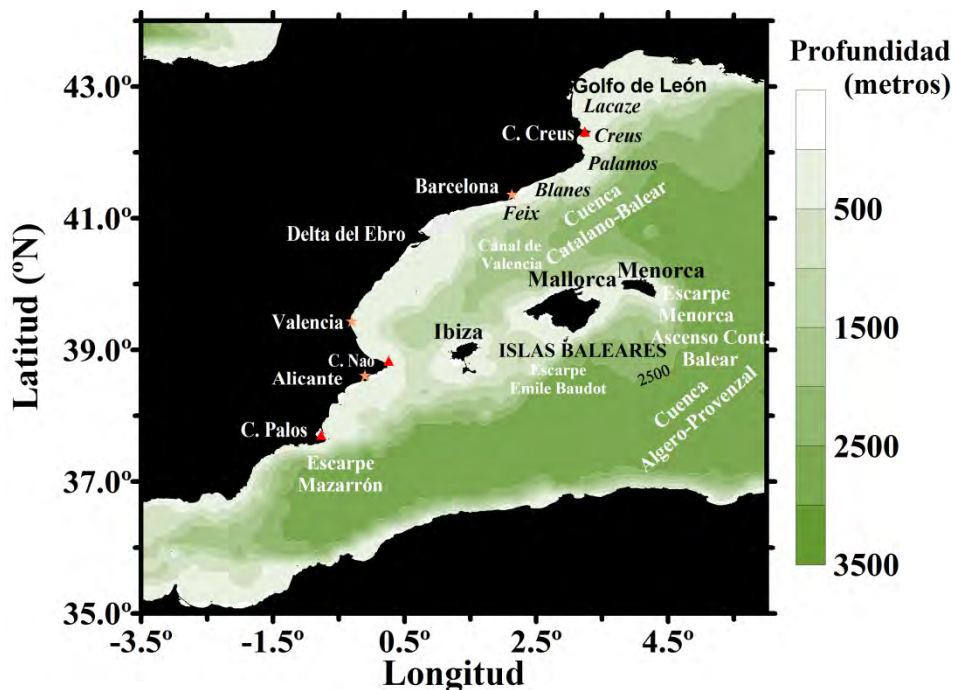 Profundidad
(metros)
500
1500
2500
3500
Latitud (ºN)
43.0º
41.0º
39.0º
37.0º
35.0º
-3.5º
-1.5º
0.5º
2.5º
4.5º
Longitud
Golfo de León
Lacaze
C. Creus
Creus
Palamos
Barcelona
Blanes
Feix
Cuenca
Catalano-Balear
Delta del Ebro
Canal de
Valencia
Mallorca
Menorca
Escarpe
Menorca
Ascenso Cont.
Balear
Valencia
Ibiza
C. Nao
ISLAS BALEARES
Alicante
Escarpe
Emile Baudot
2500
Cuenca
Algero-Provenzal
C. Palos
Escarpe
Mazarrón